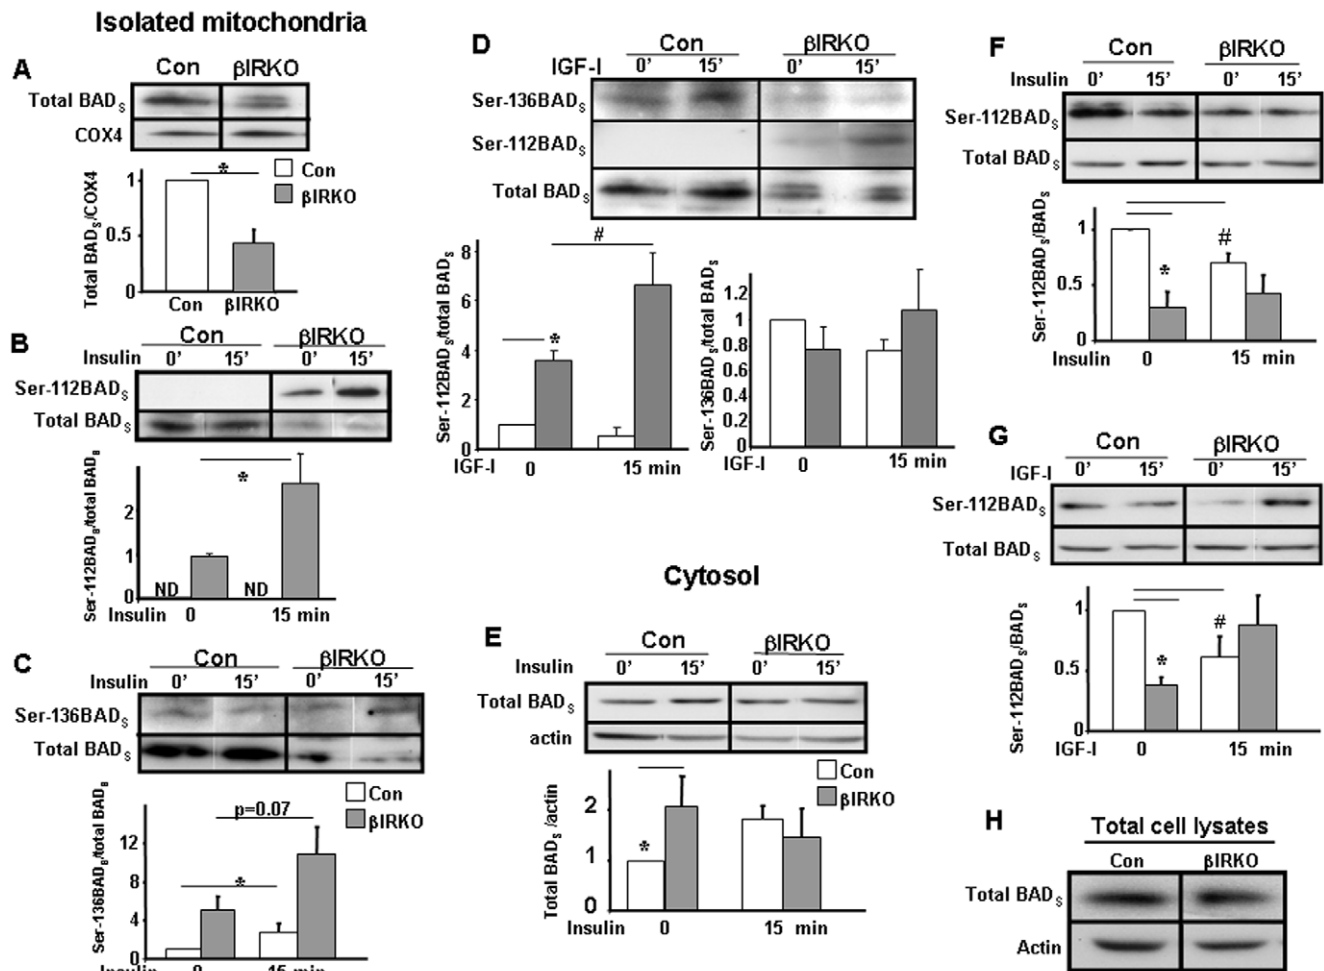 Isolated mitochondria
A
Con βIRKO
Total BADS
COX4
Total BADS/COX4
1
0.5
0
*
Con
βIRKO
Con βIRKO
B
Con βIRKO
Insulin 0’ 15’ 0’ 15’
Ser-112BADS
Total BADS
Ser-112BADS/total BADS
2
1
0
*
ND ND
Insulin 0 15 min
C
Con βIRKO
Insulin 0’ 15’ 0’ 15’
Ser-136BADS
Total BADS
Con
βIRKO
Ser-136BADS/total BADS
12
8
4
0
p=0.07
*
Insulin 0 15 min
D
Con βIRKO
IGF-I 0’ 15’ 0’ 15’
Ser-136BADS
Ser-112BADS
Total BADS
Ser-112BADS/total BADS
8
6
4
2
0
#
*
IGF-I 0 15 min
Ser-136BADS/total BADS
1.2
1
0.8
0.6
0.4
0.2
0
IGF-I 0 15 min
Cytosol
E
Con βIRKO
Insulin 0’ 15’ 0’ 15’
Total BADS
actin
Con
βIRKO
Total BADS /actin
2
1
0
*
Insulin 0 15 min
F
Con βIRKO
Insulin 0’ 15’ 0’ 15’
Ser-112BADS
Total BADS
Ser-112BADS/BADS
1
0.5
0
*
#
Insulin 0 15 min
G
Con βIRKO
IGF-I 0’ 15’ 0’ 15’
Ser-112BADS
Total BADS
Ser-112BADS/BADS
1
0.5
0
*
#
IGF-I 0 15 min
H
Total cell lysates
Con βIRKO
Total BADS
Actin